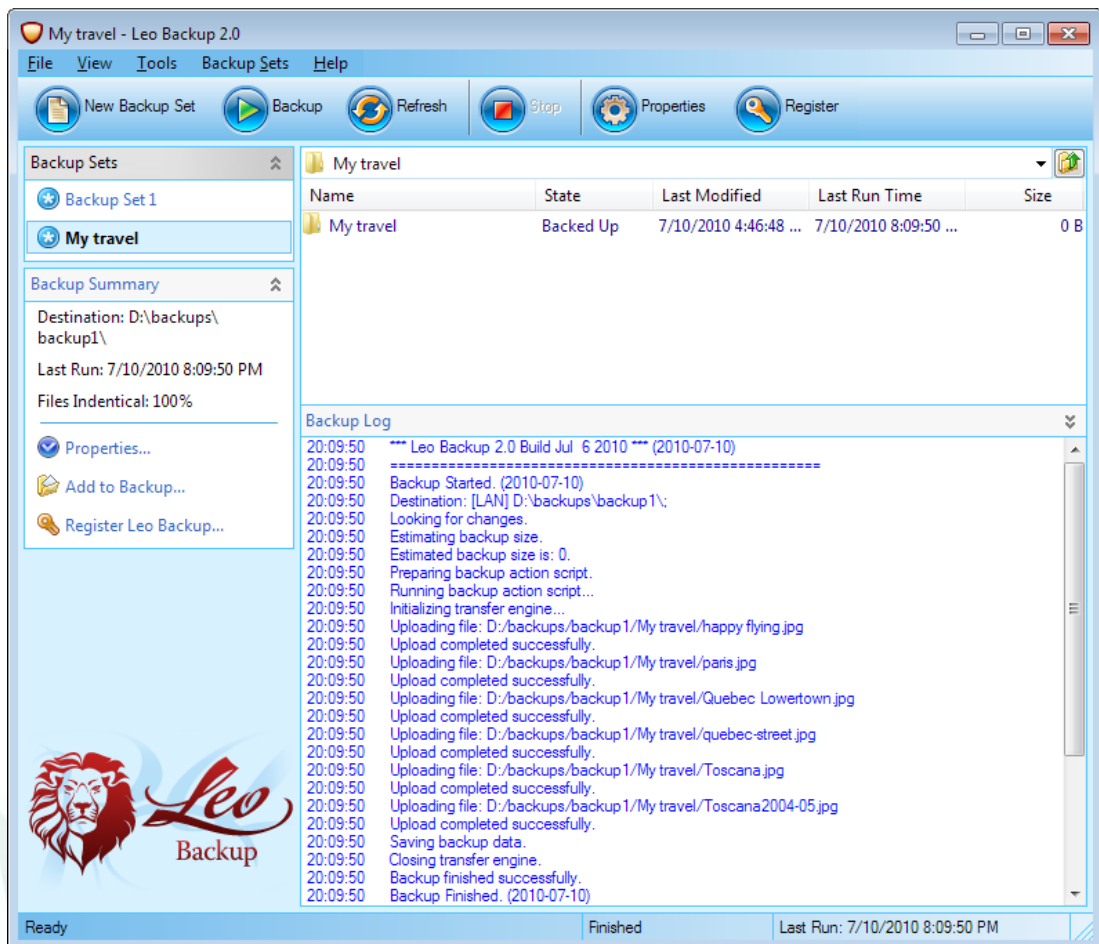 My travel - Leo Backup 2.0
File View Tools Backup Sets Help
New Backup Set Backup Refresh Stop Properties Register
Backup Sets
Backup Set 1
My travel
Backup Summary
Destination: D:\backups\
backup1\
Last Run: 7/10/2010 8:09:50 PM
Files Indentical: 100%
Properties...
Add to Backup...
Register Leo Backup...
Leo
Backup
My travel
Name State Last Modified Last Run Time Size
My travel Backed Up 7/10/2010 4:46:48 ... 7/10/2010 8:09:50 ... 0 B
Backup Log
20:09:50 *** Leo Backup 2.0 Build Jul 6 2010 *** (2010-07-10)
20:09:50 ====================================================
20:09:50 Backup Started. (2010-07-10)
20:09:50 Destination: [LAN] D:\backups\backup1\;
20:09:50 Looking for changes.
20:09:50 Estimating backup size.
20:09:50 Estimated backup size is: 0.
20:09:50 Preparing backup action script.
20:09:50 Running backup action script...
20:09:50 Initializing transfer engine...
20:09:50 Uploading file: D:/backups/backup1/My travel/happy flying.jpg
20:09:50 Upload completed successfully.
20:09:50 Uploading file: D:/backups/backup1/My travel/paris.jpg
20:09:50 Upload completed successfully.
20:09:50 Uploading file: D:/backups/backup1/My travel/Quebec Lowertown.jpg
20:09:50 Upload completed successfully.
20:09:50 Uploading file: D:/backups/backup1/My travel/quebec-street.jpg
20:09:50 Upload completed successfully.
20:09:50 Uploading file: D:/backups/backup1/My travel/Toscana.jpg
20:09:50 Upload completed successfully.
20:09:50 Uploading file: D:/backups/backup1/My travel/Toscana2004-05.jpg
20:09:50 Upload completed successfully.
20:09:50 Saving backup data.
20:09:50 Closing transfer engine.
20:09:50 Backup finished successfully.
20:09:50 Backup Finished. (2010-07-10)
Ready Finished Last Run: 7/10/2010 8:09:50 PM